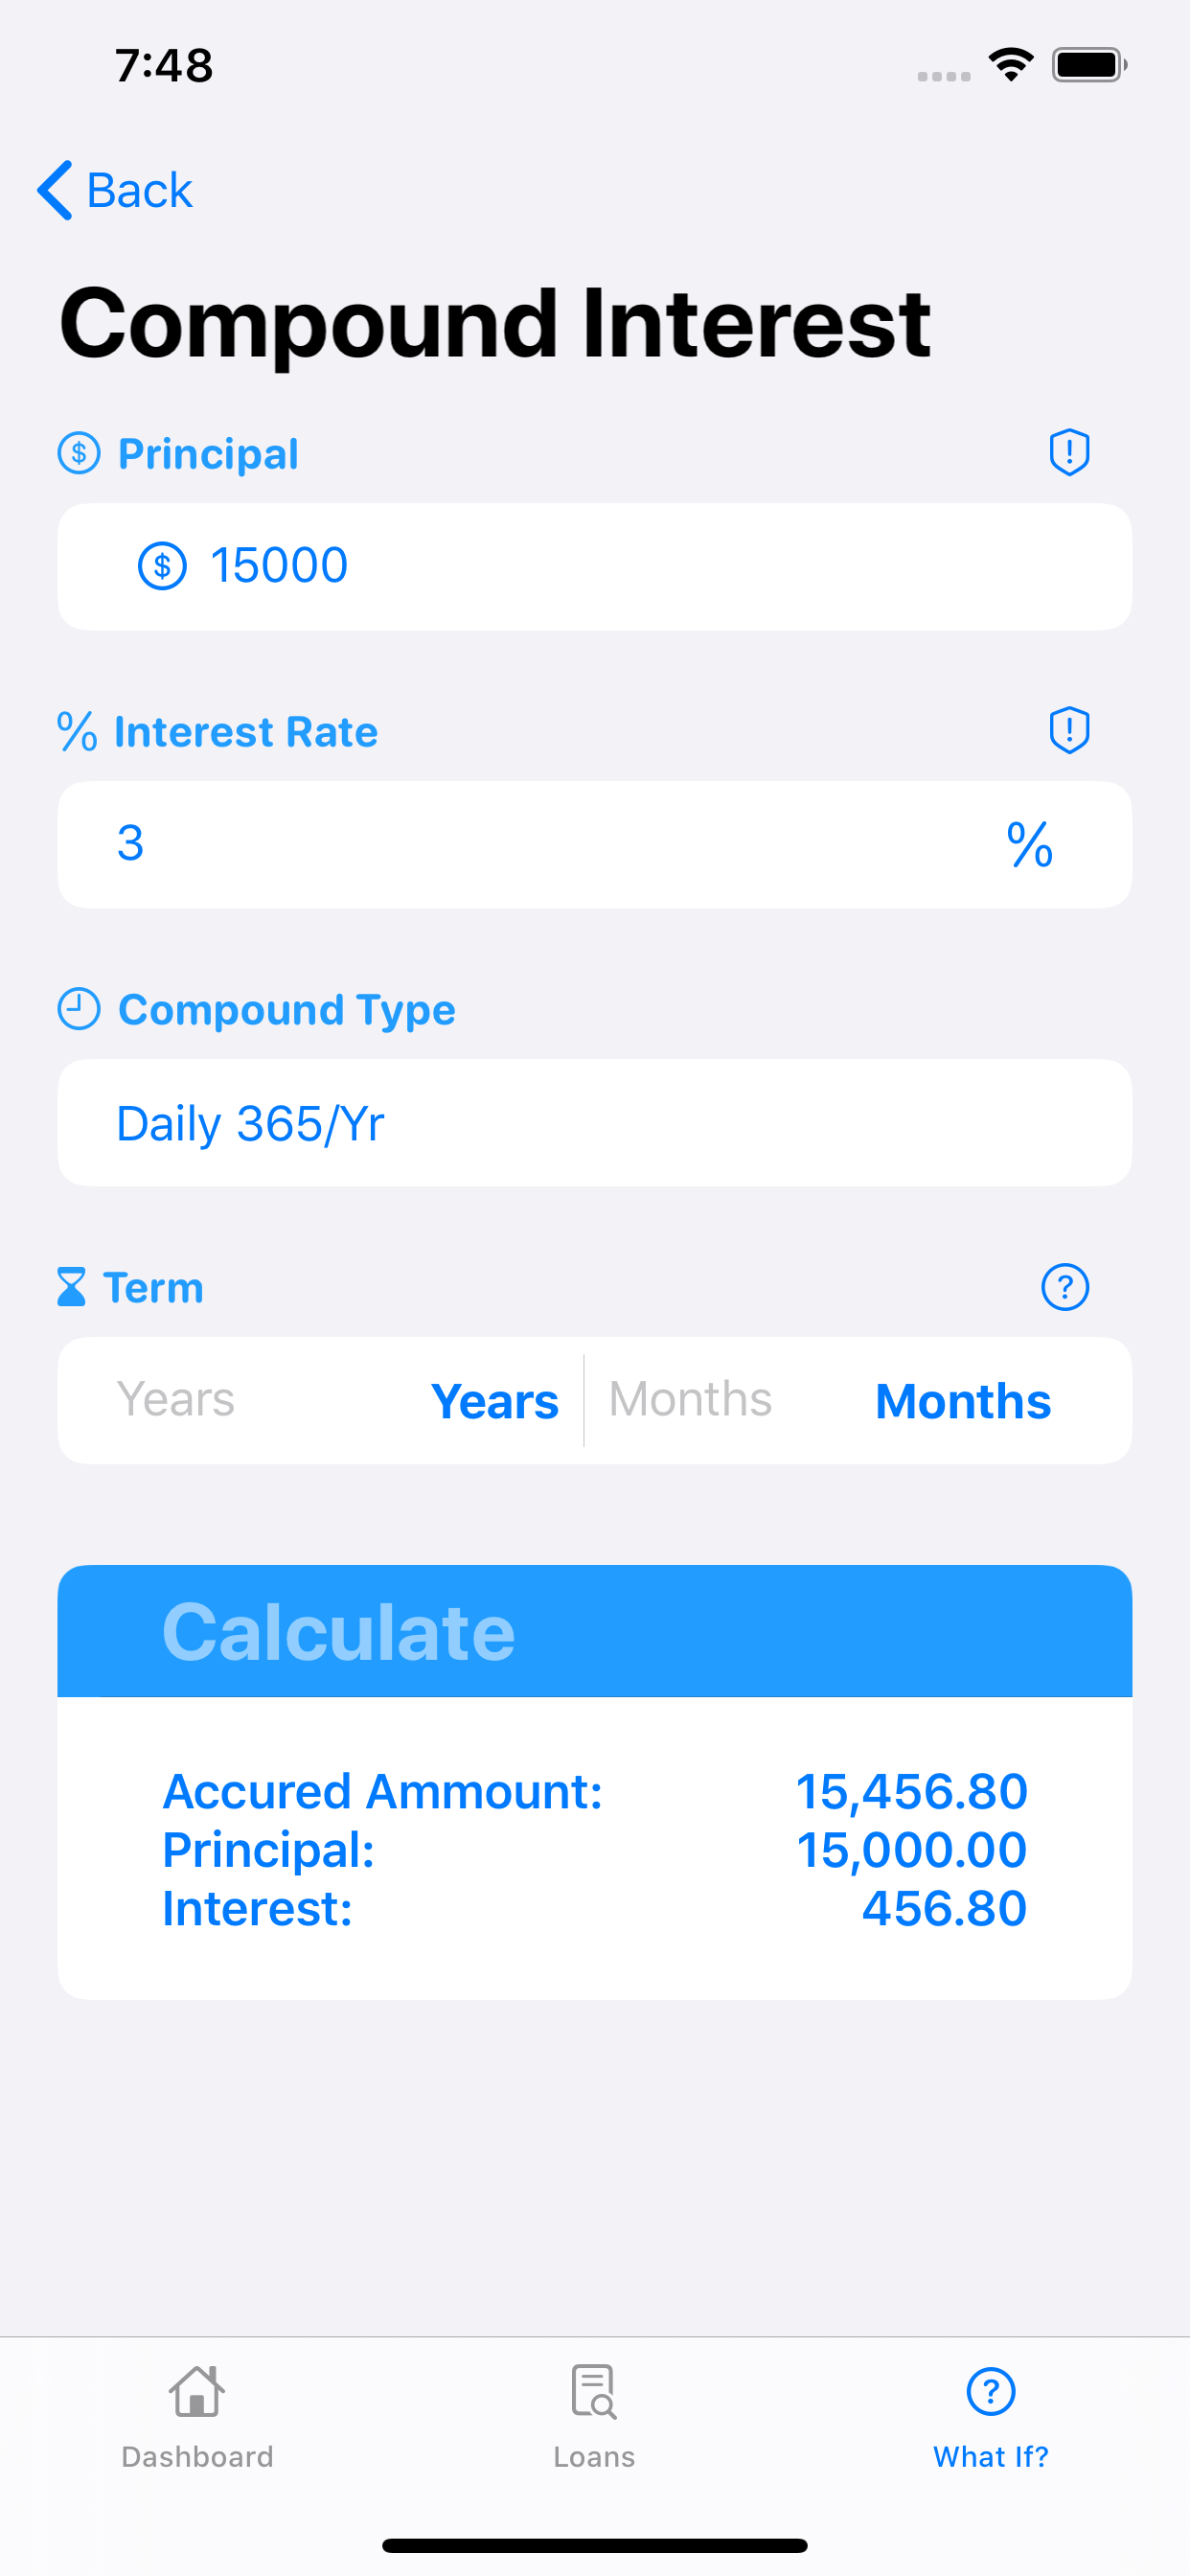 7:48
Back
Compound Interest
$ Principal !
$ 15000
% Interest Rate !
3 %
Compound Type
Daily 365/Yr
Term ?
Years Years Months Months
Calculate
Accured Ammount: 15,456.80
Principal: 15,000.00
Interest: 456.80
?
Dashboard Loans What If?